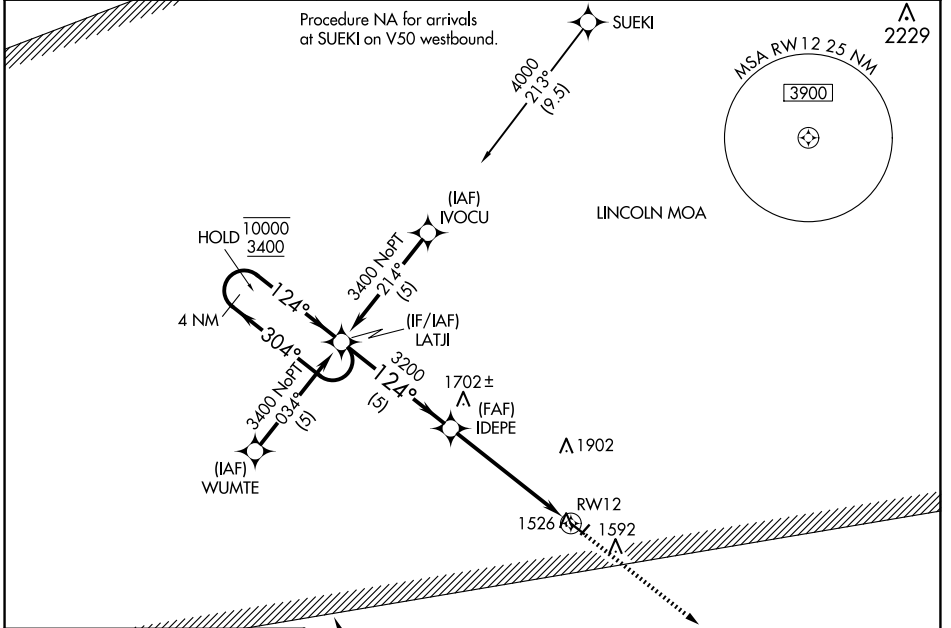 Procedure NA for arrivals
at SUEKI on V50 westbound.
SUEKI
2229
MSA RW12 25 NM
3900
4000
213°
(9.5)
(IAF)
IVOCU
LINCOLN MOA
HOLD
10000
3400
3400 NoPT
214°
(5)
124°
4 NM
304°
(IF/IAF)
LATJI
3200
124°
(5)
1702 ±
3400 NoPT
034°
(5)
(FAF)
IDEPE
1902
(IAF)
WUMTE
RW12
1526
1592